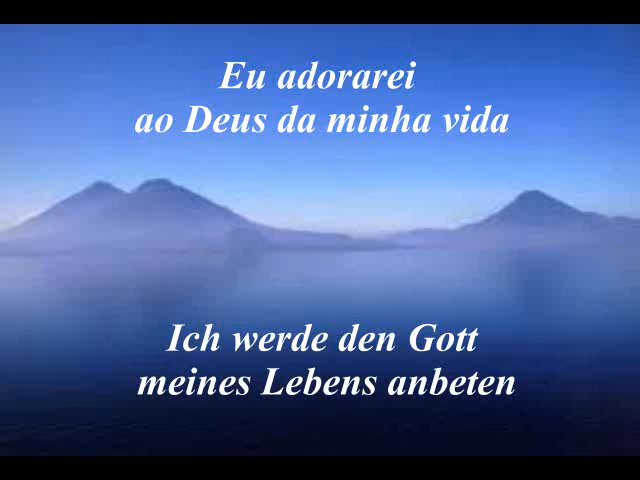 Eu adorarei
ao Deus da minha vida
Ich werde den Gott
meines Lebens anbeten